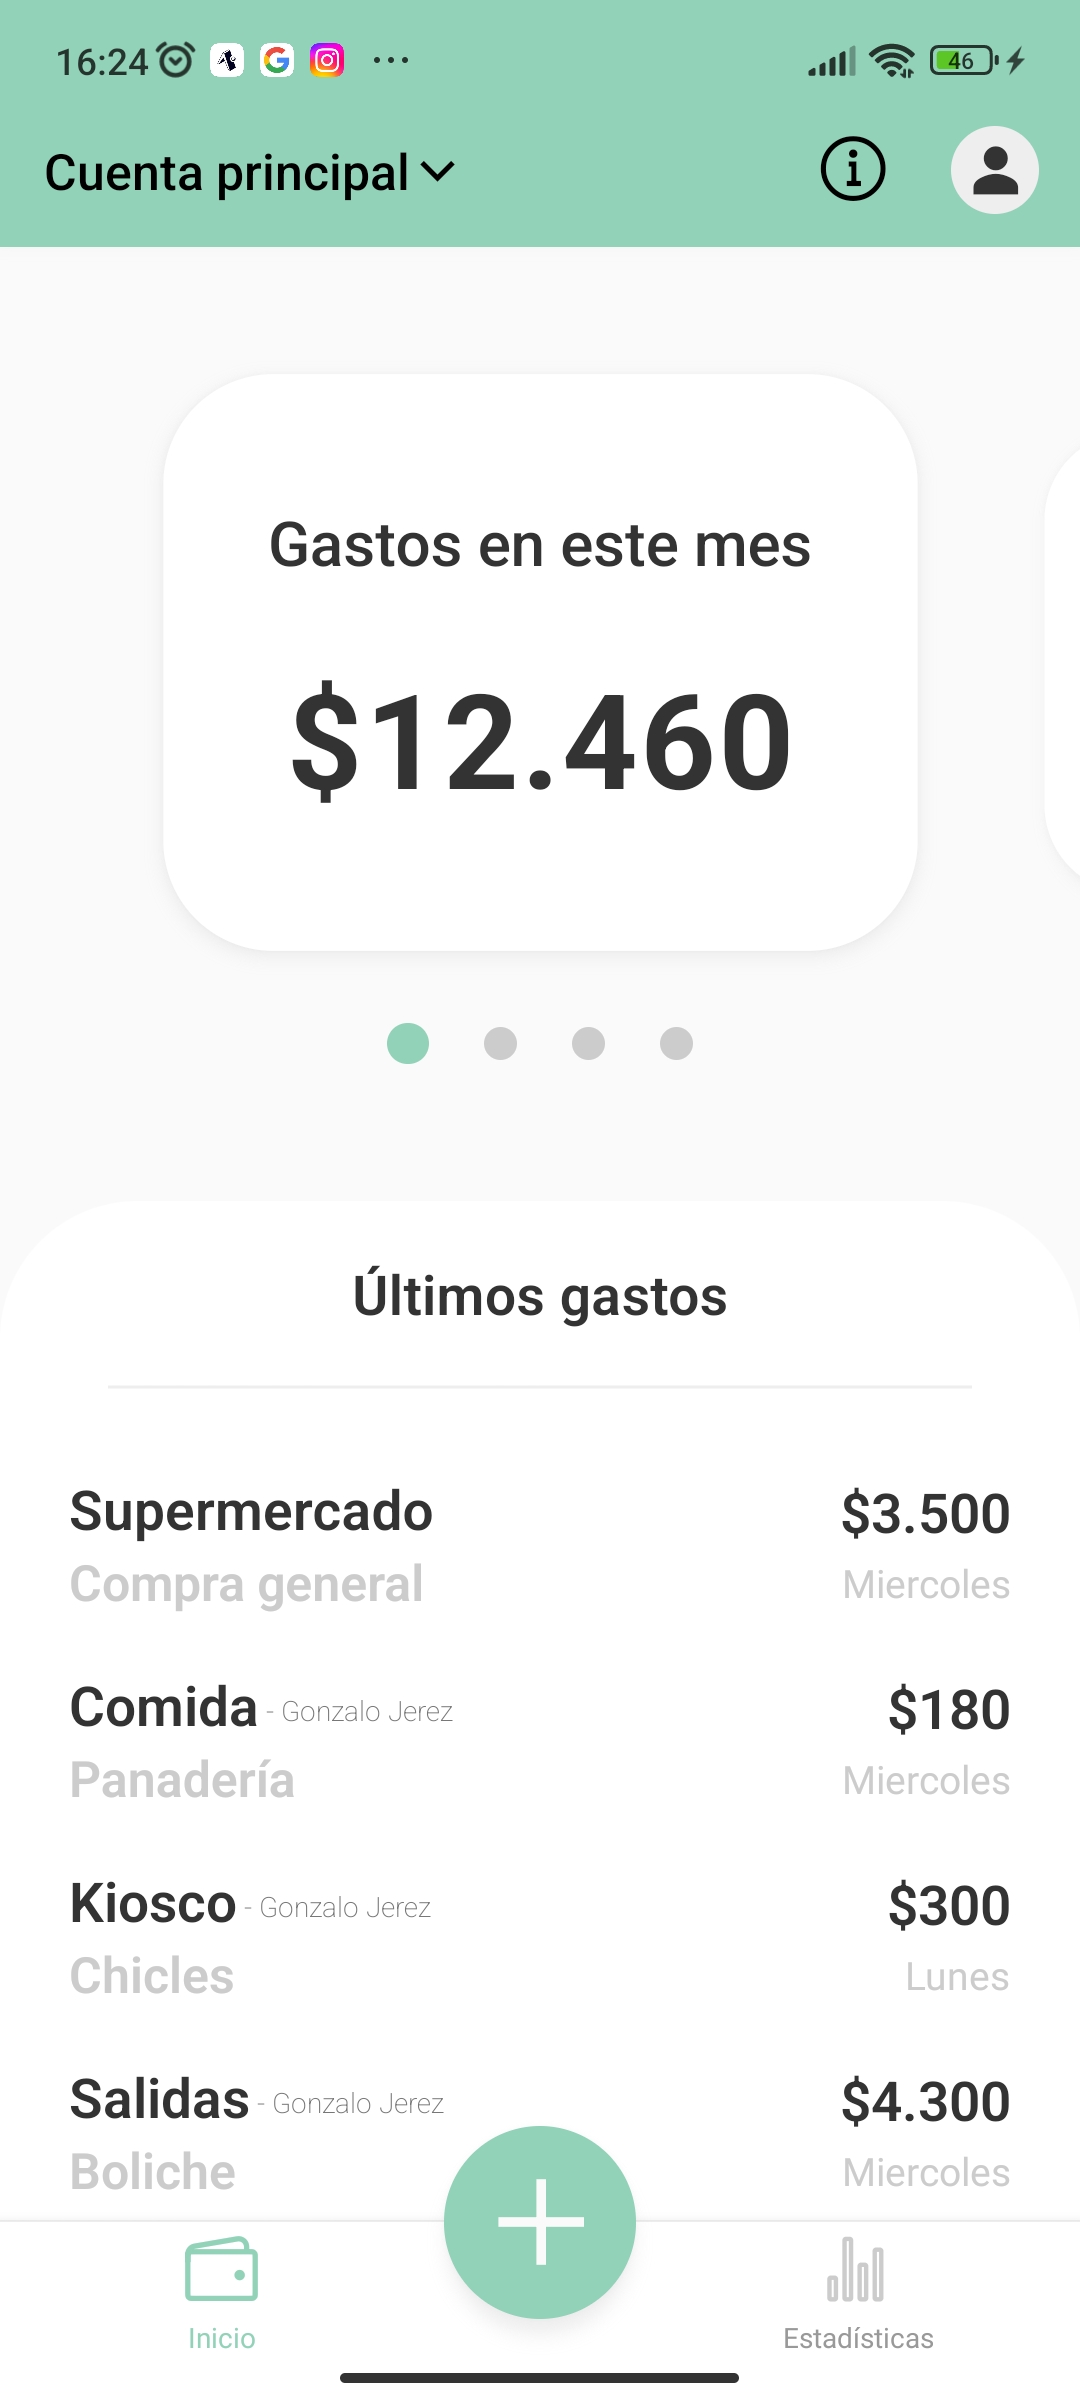 16:24
46
Cuenta principal
Gastos en este mes
$12.460
Últimos gastos
Supermercado $3.500
Compra general Miercoles
Comida - Gonzalo Jerez $180
Panadería Miercoles
Kiosco - Gonzalo Jerez $300
Chicles Lunes
Salidas - Gonzalo Jerez $4.300
Boliche Miercoles
Inicio Estadísticas